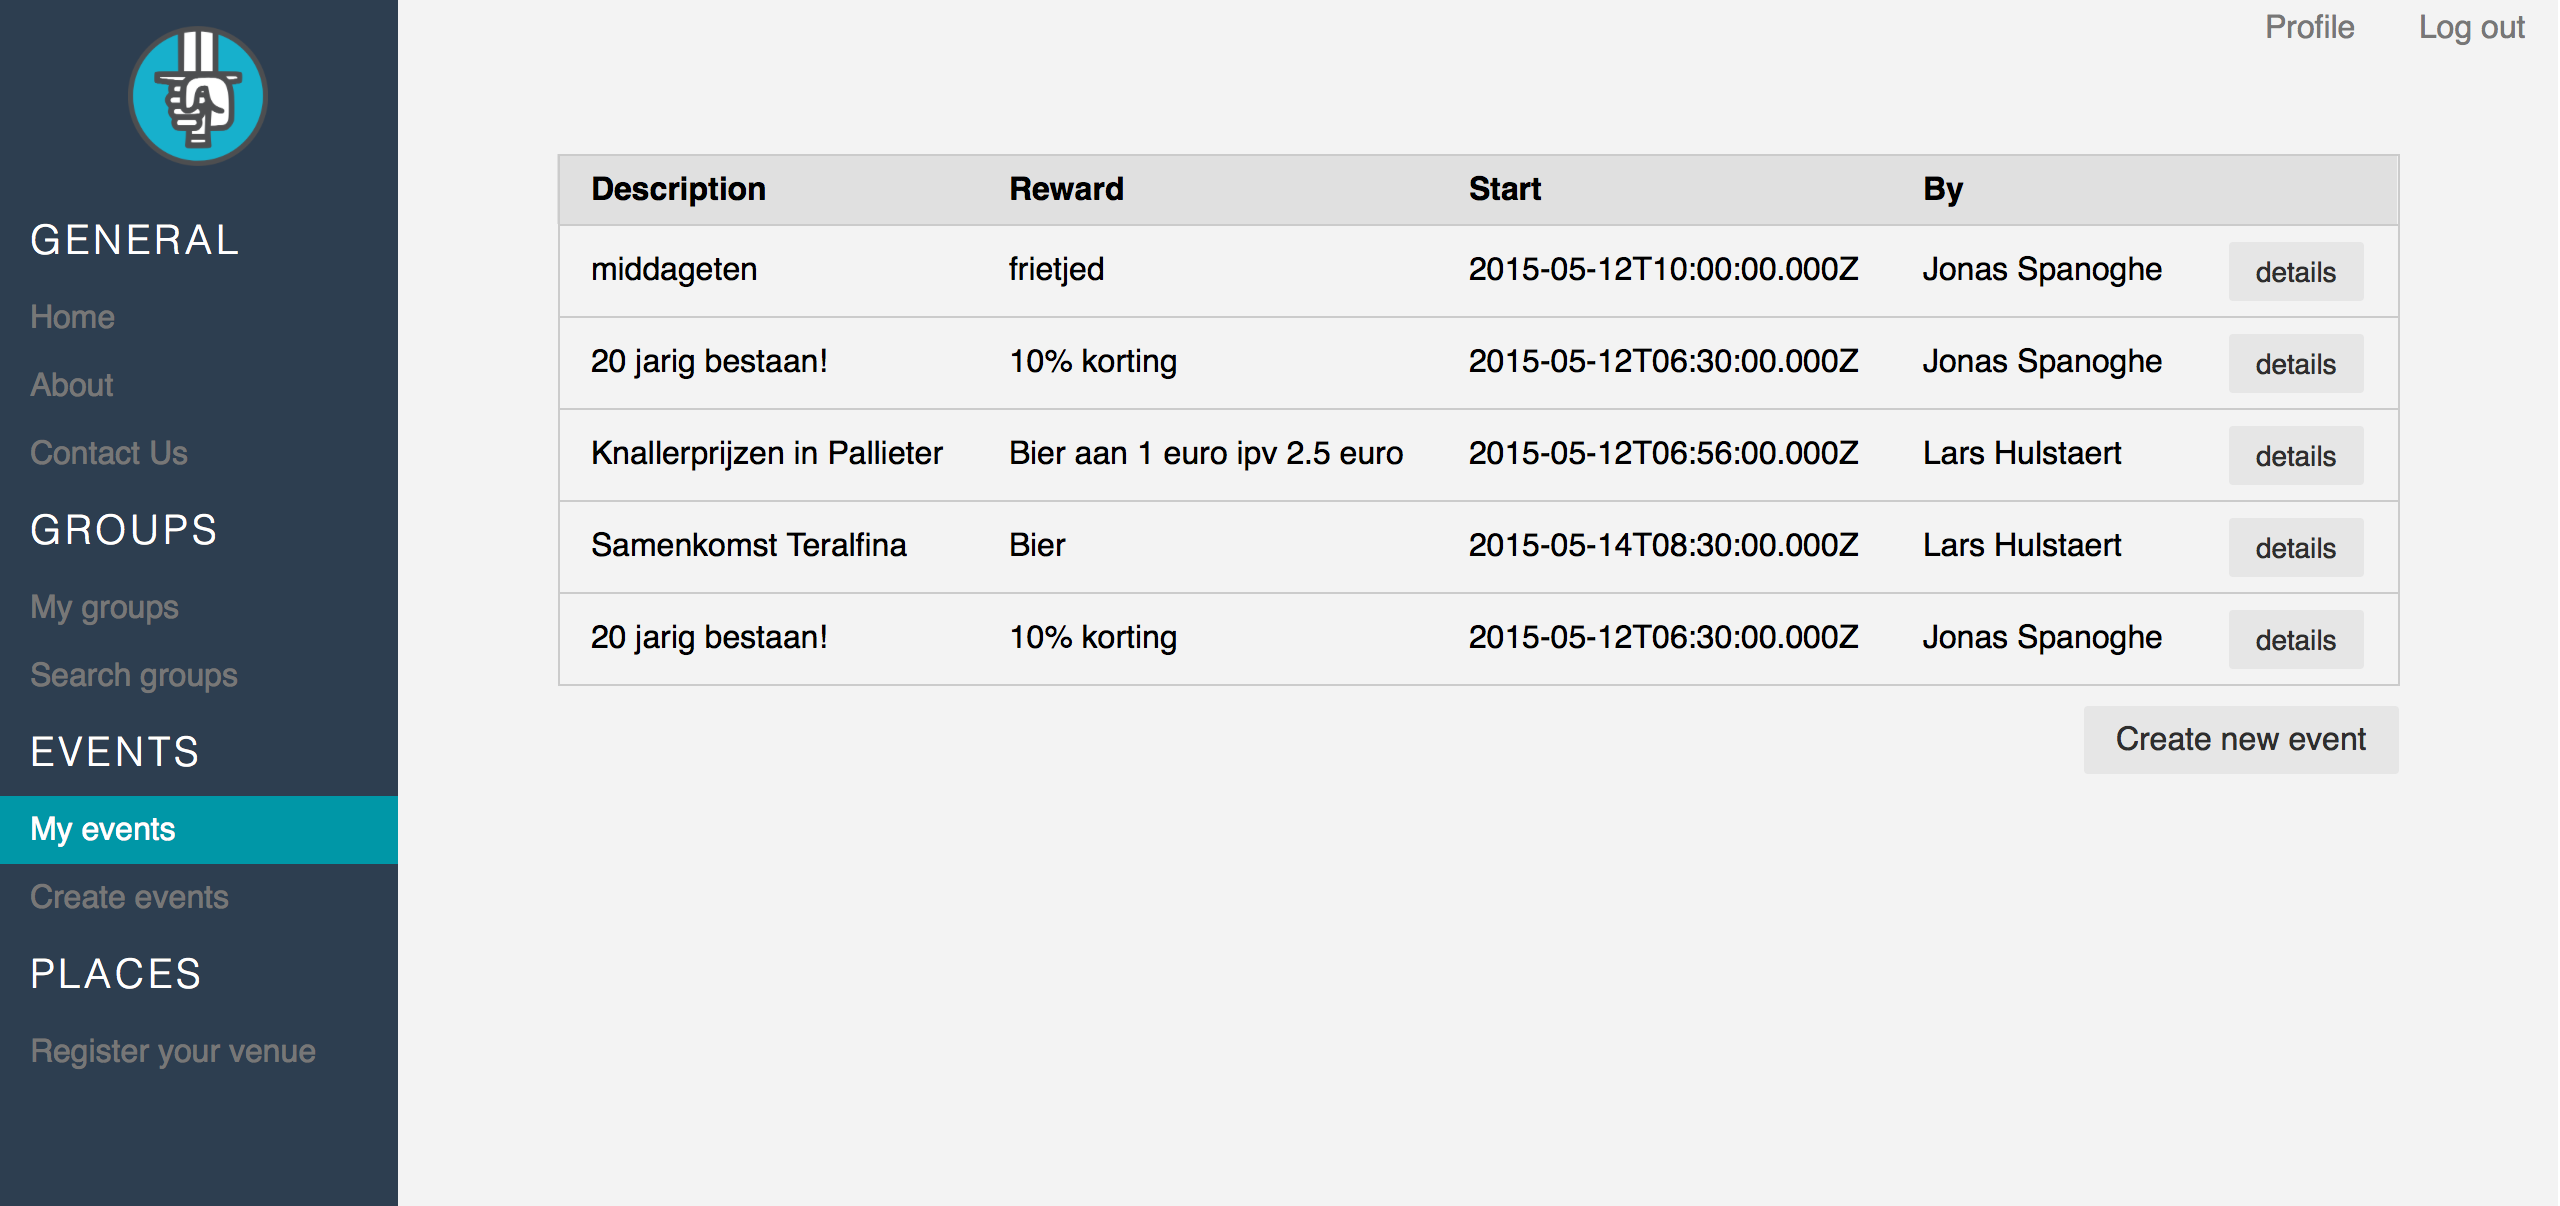 Profile Log out
GENERAL
Home
About
Contact Us
GROUPS
My groups
Search groups
EVENTS
My events
Create events
PLACES
Register your venue
Description Reward Start By
middageten frietjed 2015-05-12T10:00:00.000Z Jonas Spanoghe details
20 jarig bestaan! 10% korting 2015-05-12T06:30:00.000Z Jonas Spanoghe details
Knallerprijzen in Pallieter Bier aan 1 euro ipv 2.5 euro 2015-05-12T06:56:00.000Z Lars Hulstaert details
Samenkomst Teralfina Bier 2015-05-14T08:30:00.000Z Lars Hulstaert details
20 jarig bestaan! 10% korting 2015-05-12T06:30:00.000Z Jonas Spanoghe details
Create new event